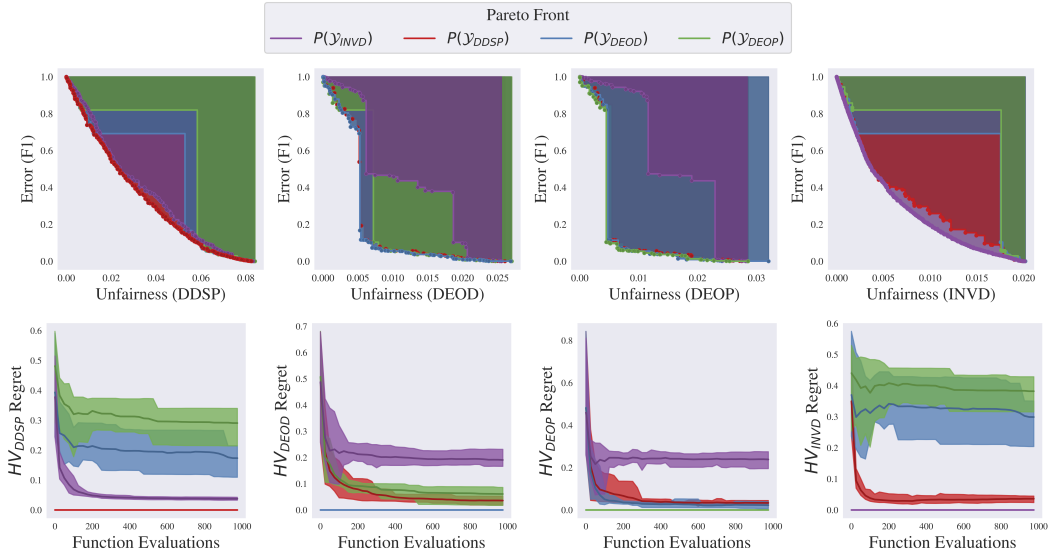 Pareto Front
P(𝒴INVD) P(𝒴DDSP) P(𝒴DEOD) P(𝒴DEOP)
Error (F1)
1.0
0.8
0.6
0.4
0.2
0.0
0.00 0.02 0.04 0.06 0.08
Unfairness (DDSP)
Error (F1)
1.0
0.8
0.6
0.4
0.2
0.0
0.000 0.005 0.010 0.015 0.020 0.025
Unfairness (DEOD)
Error (F1)
1.0
0.8
0.6
0.4
0.2
0.0
0.00 0.01 0.02 0.03
Unfairness (DEOP)
Error (F1)
1.0
0.8
0.6
0.4
0.2
0.0
0.000 0.005 0.010 0.015 0.020
Unfairness (INVD)
HVDDSP Regret
0.6
0.5
0.4
0.3
0.2
0.1
0.0
0 200 400 600 800 1000
Function Evaluations
HVDEOD Regret
0.7
0.6
0.5
0.4
0.3
0.2
0.1
0.0
0 200 400 600 800 1000
Function Evaluations
HVDEOP Regret
0.8
0.6
0.4
0.2
0.0
0 200 400 600 800 1000
Function Evaluations
HVINVD Regret
0.6
0.5
0.4
0.3
0.2
0.1
0.0
0 200 400 600 800 1000
Function Evaluations